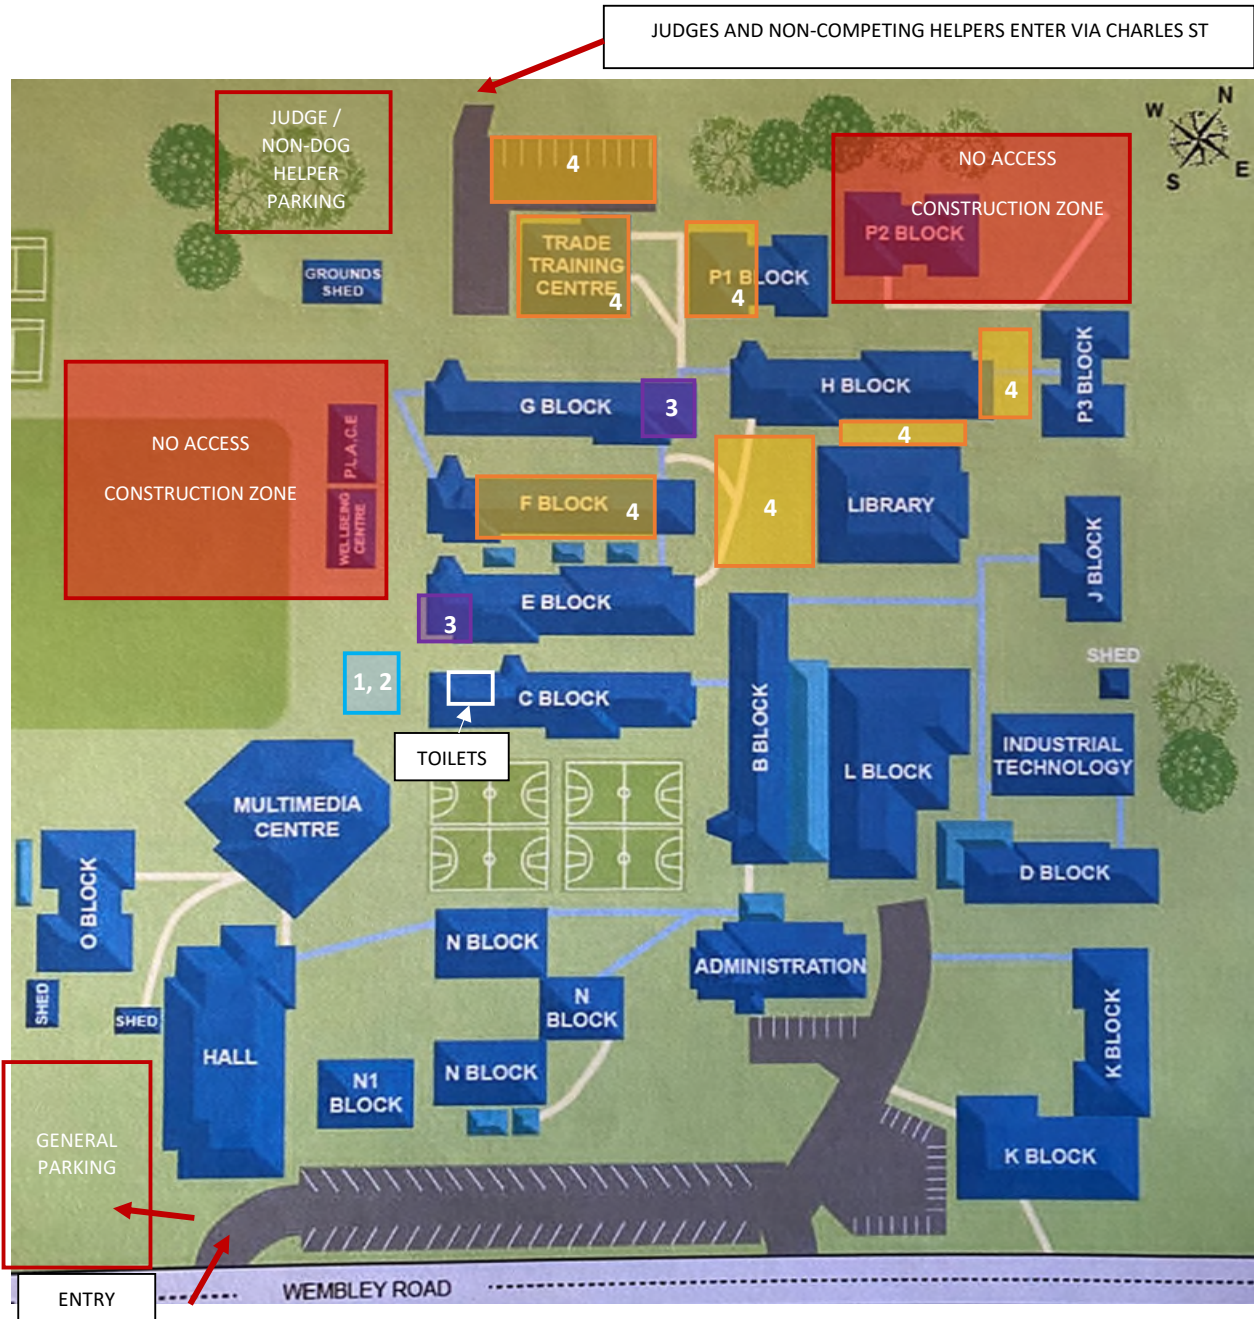 JUDGES AND NON-COMPETING HELPERS ENTER VIA CHARLES ST
JUDGE /
NON-DOG
HELPER
PARKING
4
NO ACCESS
CONSTRUCTION ZONE
W
N
S
E
P2 BLOCK
TRADE
TRAINING
CENTRE
4
P1 BLOCK
4
GROUNDS
SHED
G BLOCK
3
H BLOCK
4
P3 BLOCK
4
NO ACCESS
CONSTRUCTION ZONE
P.L.A.C.E
WELLBEING
CENTRE
F BLOCK
4
4
LIBRARY
J BLOCK
E BLOCK
3
1, 2
C BLOCK
TOILETS
SHED
B BLOCK
L BLOCK
INDUSTRIAL
TECHNOLOGY
MULTIMEDIA
CENTRE
D BLOCK
O BLOCK
N BLOCK
ADMINISTRATION
SHED
SHED
N
BLOCK
HALL
N1
BLOCK
N BLOCK
K BLOCK
K BLOCK
GENERAL
PARKING
ENTRY
WEMBLEY ROAD